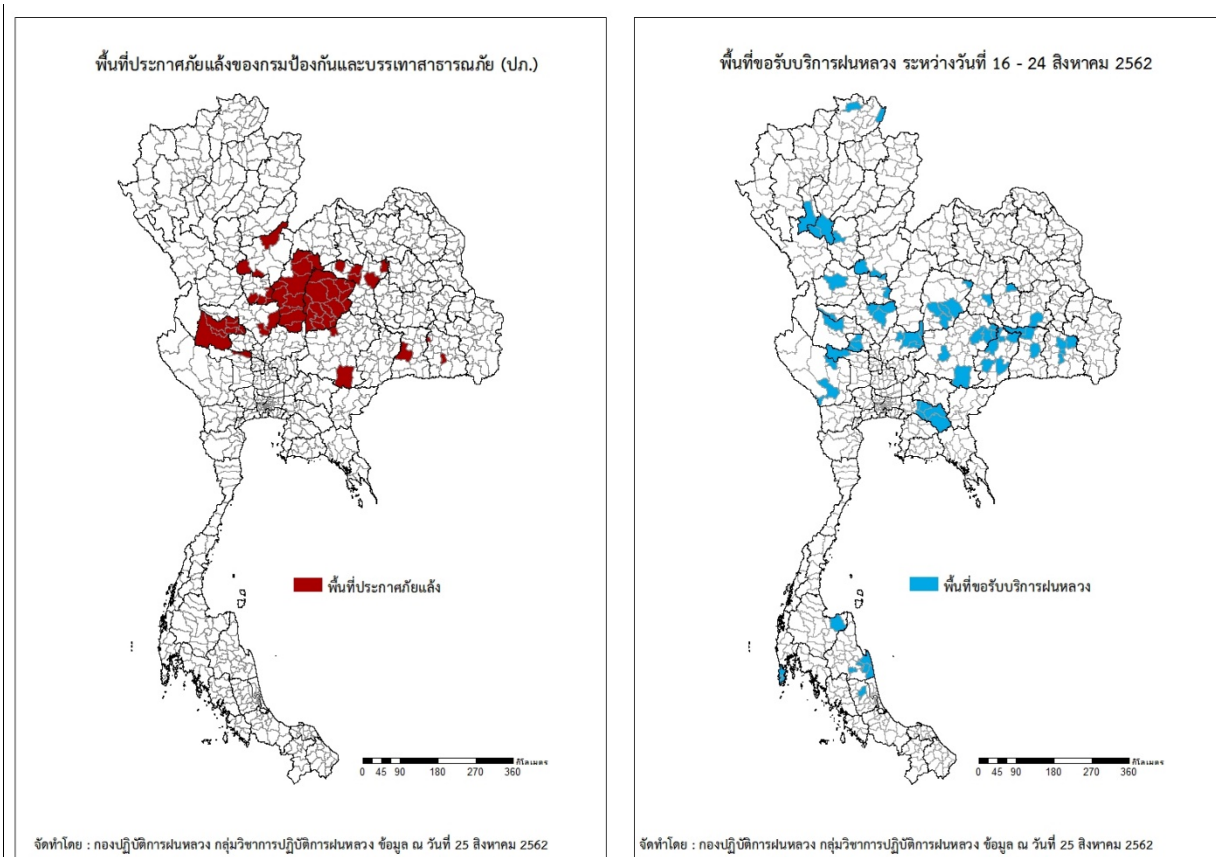 พื้นที่ประกาศภัยแล้งของกรมป้องกันและบรรเทาสาธารณภัย (ปภ.)
พื้นที่ประกาศภัยแล้ง
กิโลเมตร
0 45 90 180 270 360
จัดทำโดย : กองปฏิบัติการฝนหลวง กลุ่มวิชาการปฏิบัติการฝนหลวง ข้อมูล ณ วันที่ 25 สิงหาคม 2562
พื้นที่ขอรับบริการฝนหลวง ระหว่างวันที่ 16 - 24 สิงหาคม 2562
พื้นที่ขอรับบริการฝนหลวง
กิโลเมตร
0 45 90 180 270 360
จัดทำโดย : กองปฏิบัติการฝนหลวง กลุ่มวิชาการปฏิบัติการฝนหลวง ข้อมูล ณ วันที่ 25 สิงหาคม 2562